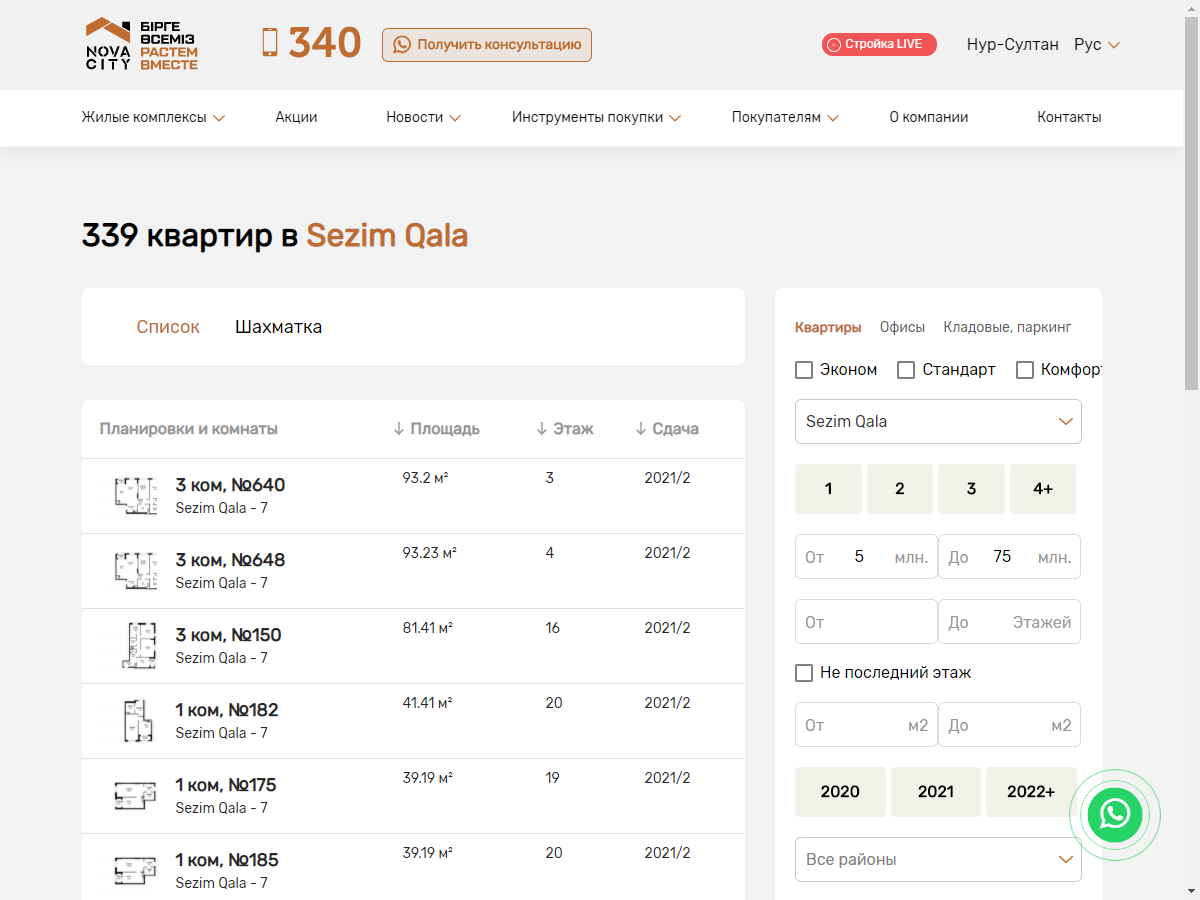 NOVA CITY
БІРГЕ
ӨСЕМІЗ
РАСТЕМ
ВМЕСТЕ
340
Получить консультацию
Стройка LIVE
Нур-Султан
Рус
Жилые комплексы
Акции
Новости
Инструменты покупки
Покупателям
О компании
Контакты
339 квартир в Sezim Qala
Список
Шахматка
Планировки и комнаты
↓ Площадь
↓ Этаж
↓ Сдача
3 ком, №640
Sezim Qala - 7
93.2 м²
3
2021/2
3 ком, №648
Sezim Qala - 7
93.23 м²
4
2021/2
3 ком, №150
Sezim Qala - 7
81.41 м²
16
2021/2
1 ком, №182
Sezim Qala - 7
41.41 м²
20
2021/2
1 ком, №175
Sezim Qala - 7
39.19 м²
19
2021/2
1 ком, №185
Sezim Qala - 7
39.19 м²
20
2021/2
Квартиры
Офисы
Кладовые, паркинг
Эконом
Стандарт
Комфорт
Sezim Qala
1
2
3
4+
От 5 млн.
До 75 млн.
От
До Этажей
Не последний этаж
От м2
До м2
2020
2021
2022+
Все районы